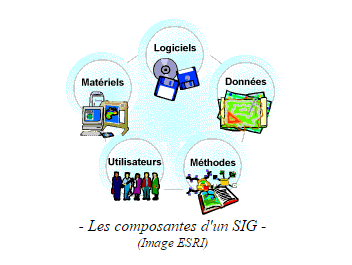 Logiciels
Matériels
Données
Utilisateurs
Méthodes
- Les composantes d'un SIG -
(Image ESRI)